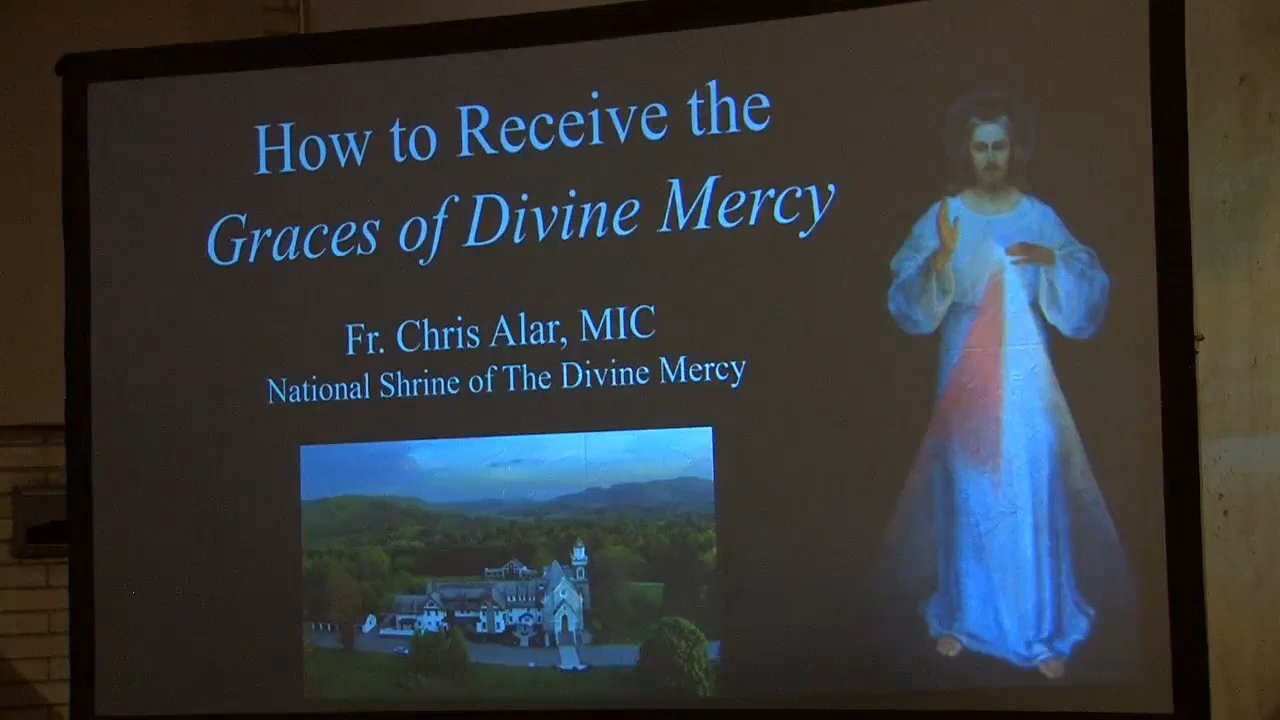 How to Receive the
Graces of Divine Mercy
Fr. Chris Alar, MIC
National Shrine of The Divine Mercy